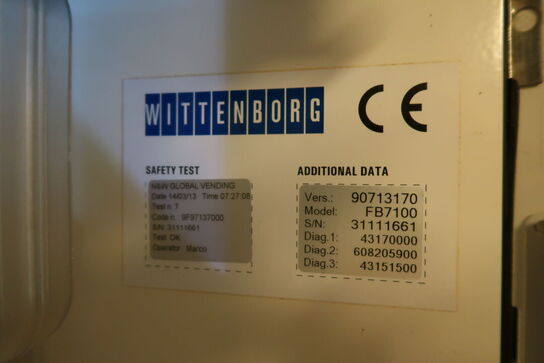 WITTENBORG CE
SAFETY TEST
N&W GLOBAL VENDING
Date 14/03/13 Time 07:27:08
Test n. 7
Code n.: 9F97137000
S/N: 31111661
Test: OK
Operator: Marco
ADDITIONAL DATA
Vers.: 90713170
Model: FB7100
S/N: 31111661
Diag.1: 43170000
Diag.2: 608205900
Diag.3: 43151500